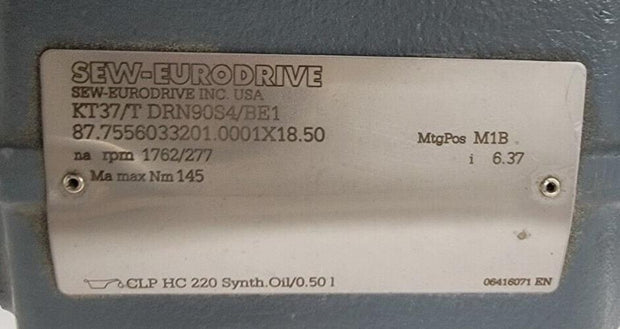 SEW-EURODRIVE
SEW-EURODRIVE INC. USA
KT37/T DRN90S4/BE1
87.7556033201.0001X18.50
MtgPos M1B
na rpm 1762/277
i 6.37
Ma max Nm 145
CLP HC 220 Synth.Oil/0.50 l
06416071 EN